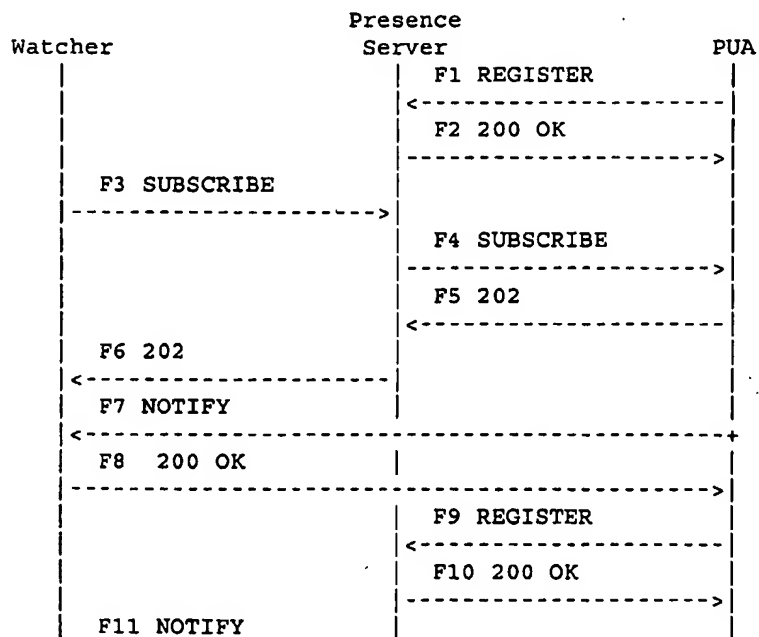 Presence
Watcher Server PUA
F1 REGISTER
F2 200 OK
F3 SUBSCRIBE
F4 SUBSCRIBE
F5 202
F6 202
F7 NOTIFY
F8 200 OK
F9 REGISTER
F10 200 OK
F11 NOTIFY